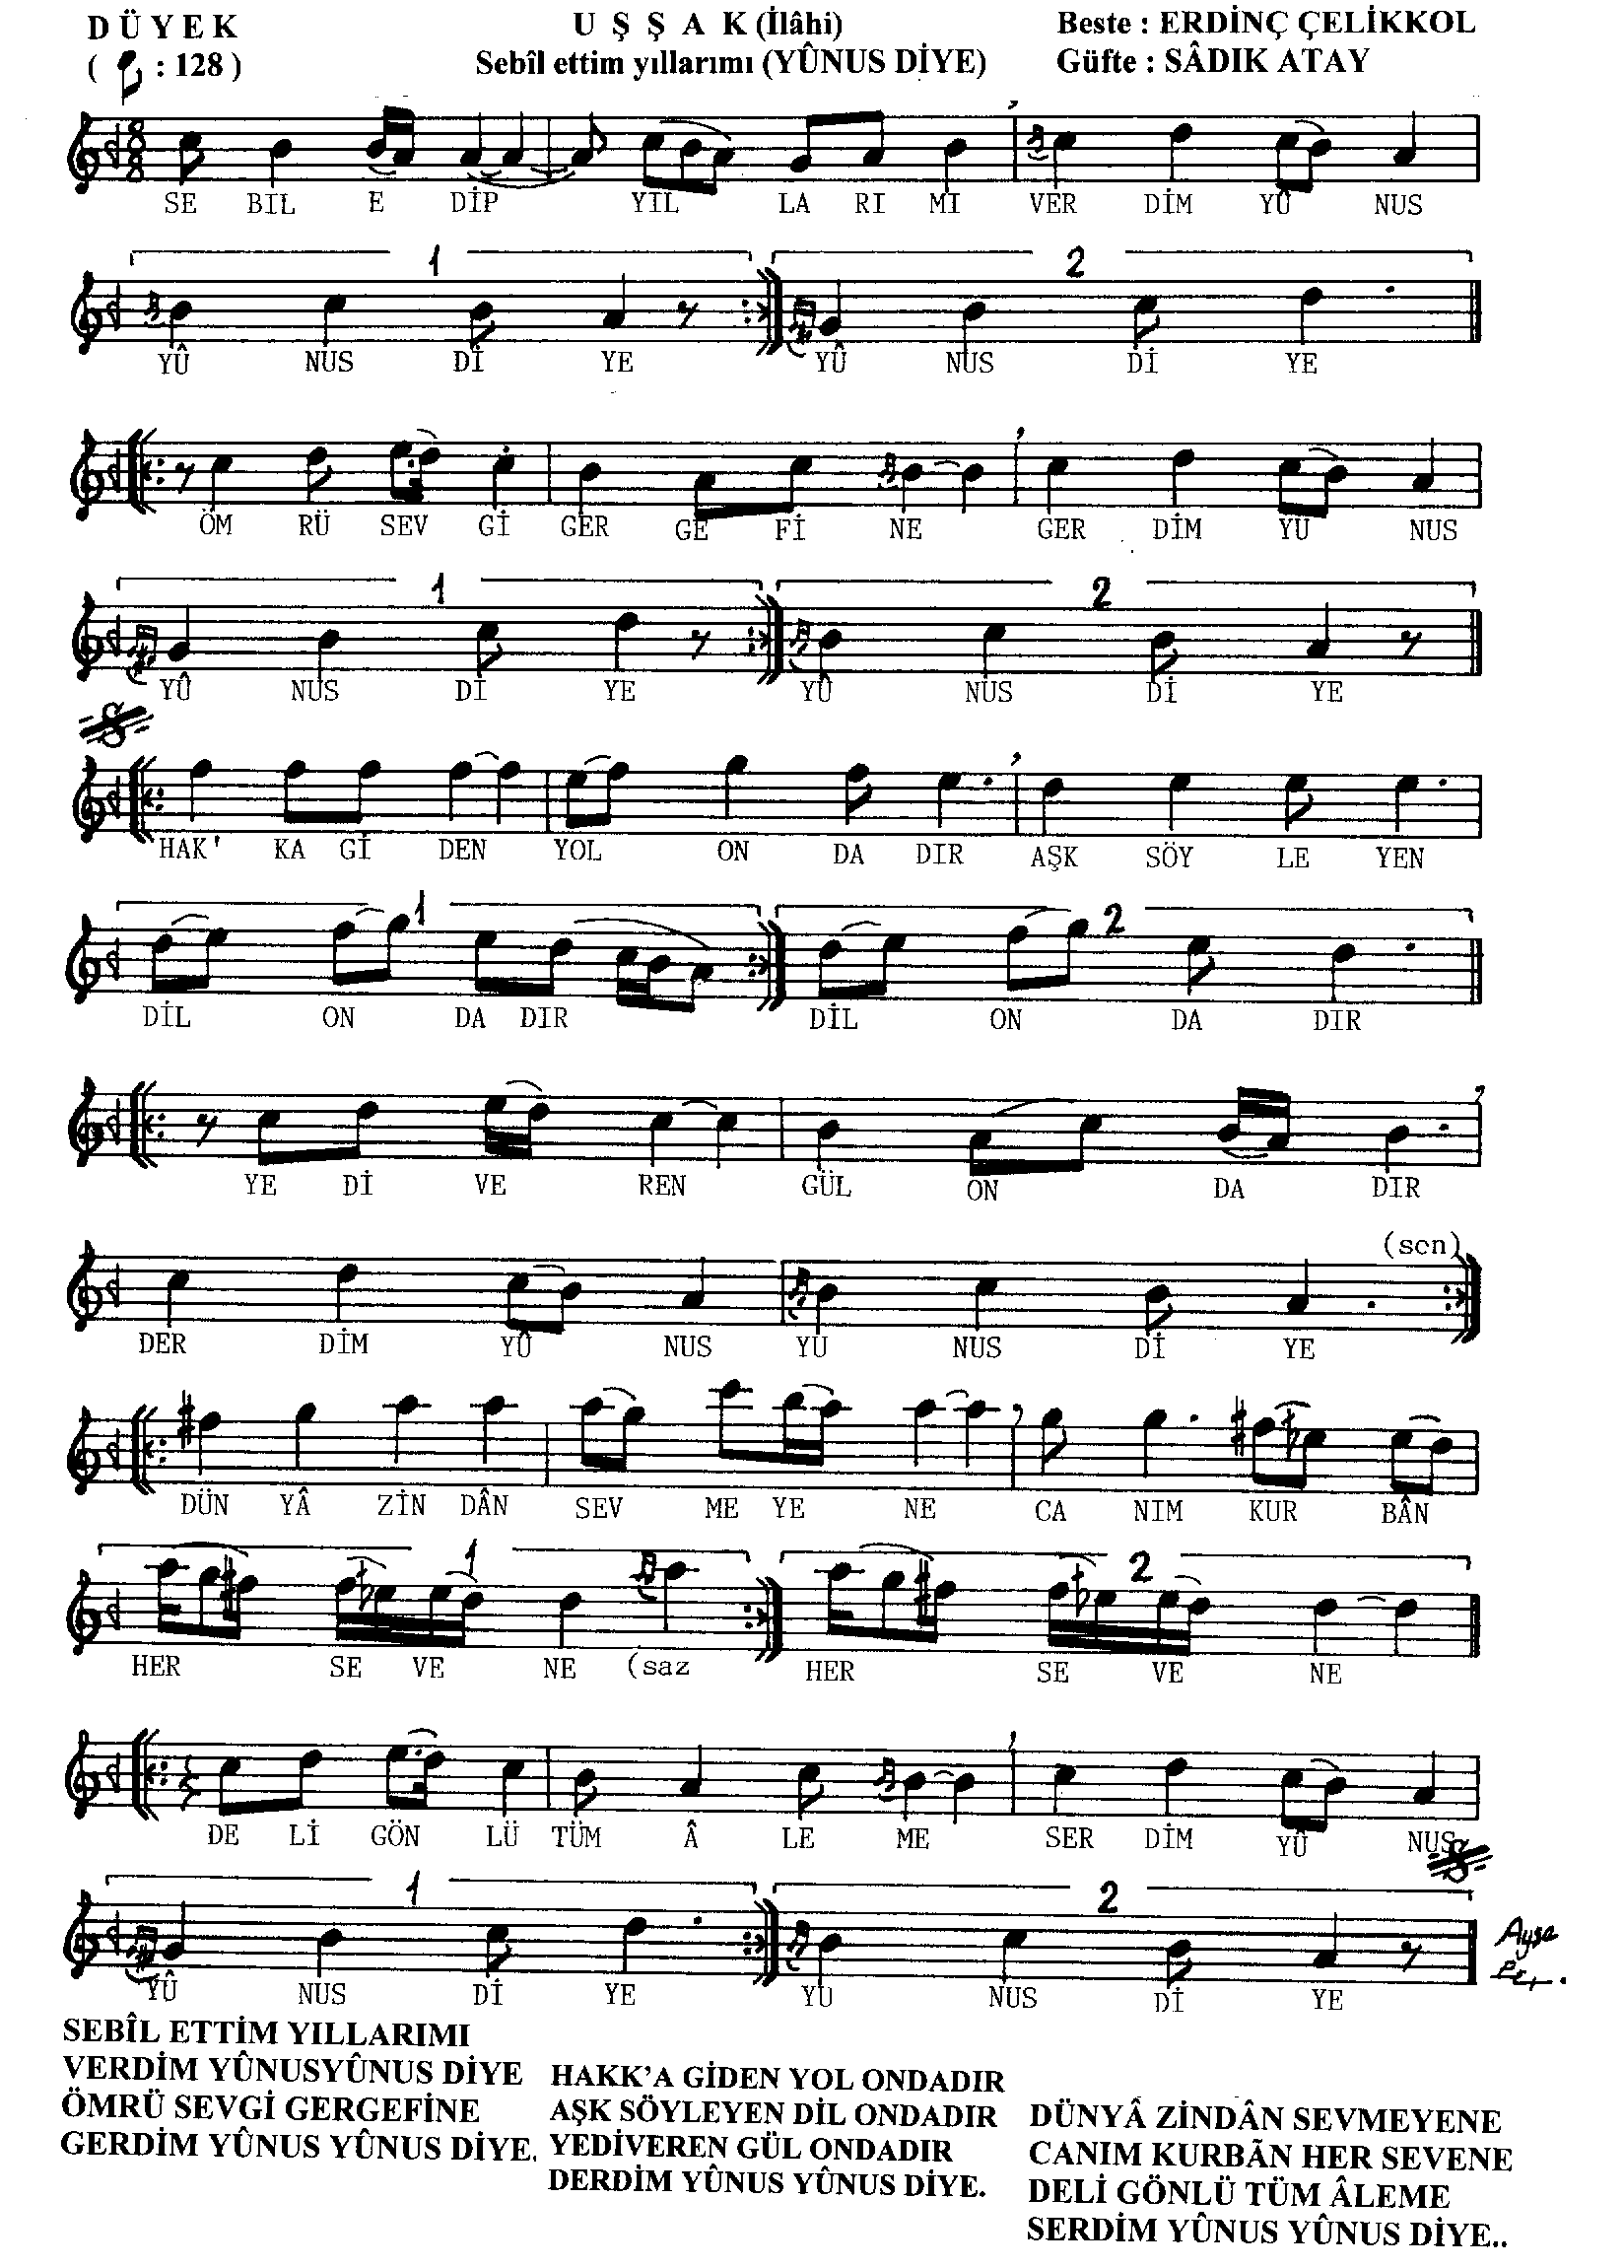 DÜYEK
( : 128 )
UŞŞAK (İlâhi)
Sebîl ettim yıllarımı (YÛNUS DİYE)
Beste : ERDİNÇ ÇELİKKOL
Güfte : SÂDIK ATAY
8 8
SE BIL E DİP YIL LA RI MI VER DİM YÛ NUS
1 2
YÛ NUS Dİ YE YÛ NUS Dİ YE
ÖM RÜ SEV Gİ GER GE Fİ NE GER DİM YU NUS
1 2
YÛ NUS Dİ YE YU NUS Dİ YE
HAK' KA Gİ DEN YOL ON DA DIR AŞK SÖY LE YEN
1 2
DİL ON DA DIR DİL ON DA DIR
YE Dİ VE REN GÜL ON DA DIR
(son)
DER DİM YÛ NUS YU NUS Dİ YE
DÜN YÂ ZİN DÂN SEV ME YE NE CA NIM KUR BÂN
1 2
HER SE VE NE (saz HER SE VE NE
DE Lİ GÖN LÜ TÜM Â LE ME SER DİM YÛ NUS
1 2
YÛ NUS Dİ YE YU NUS Dİ YE
SEBÎL ETTİM YILLARIMI
VERDİM YÛNUSYÛNUS DİYE
ÖMRÜ SEVGİ GERGEFİNE
GERDİM YÛNUS YÛNUS DİYE.
HAKK'A GİDEN YOL ONDADIR
AŞK SÖYLEYEN DİL ONDADIR
YEDİVEREN GÜL ONDADIR
DERDİM YÛNUS YÛNUS DİYE.
DÜNYÂ ZİNDÂN SEVMEYENE
CANIM KURBÃN HER SEVENE
DELİ GÖNLÜ TÜM ÂLEME
SERDİM YÛNUS YÛNUS DİYE..